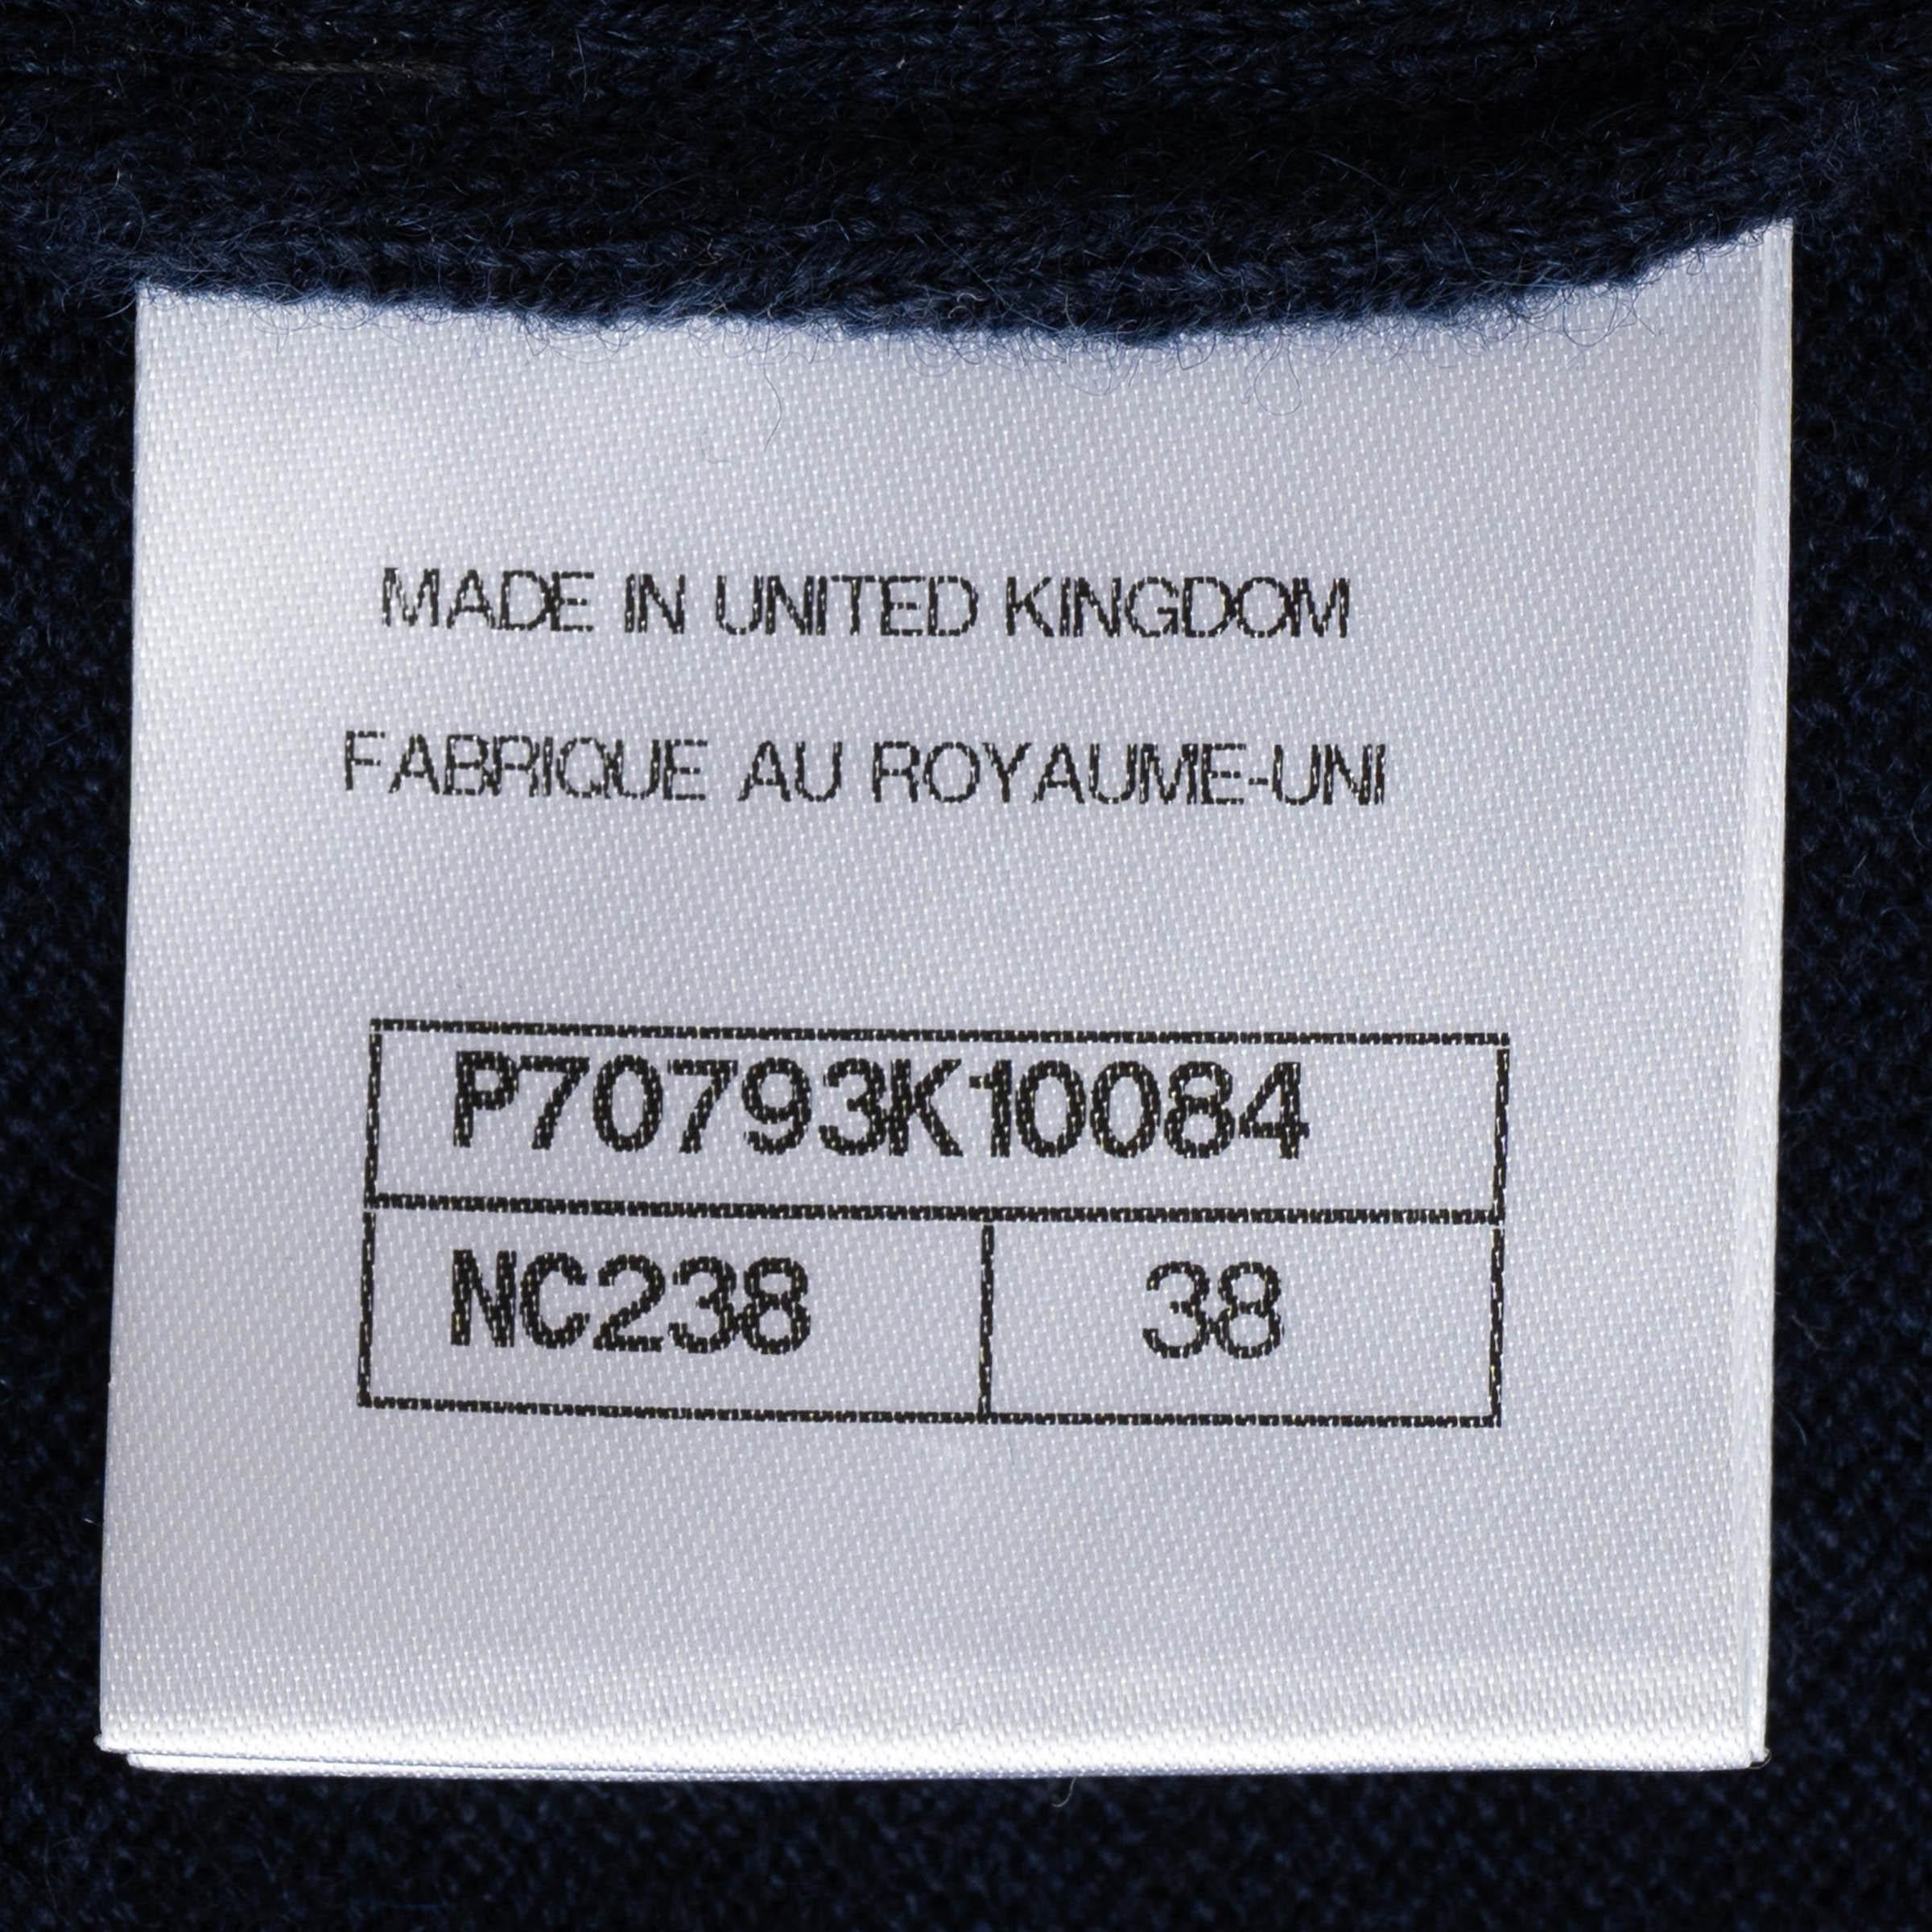 MADE IN UNITED KINGDOM
FABRIQUE AU ROYAUME-UNI
P70793K10084
NC238 38